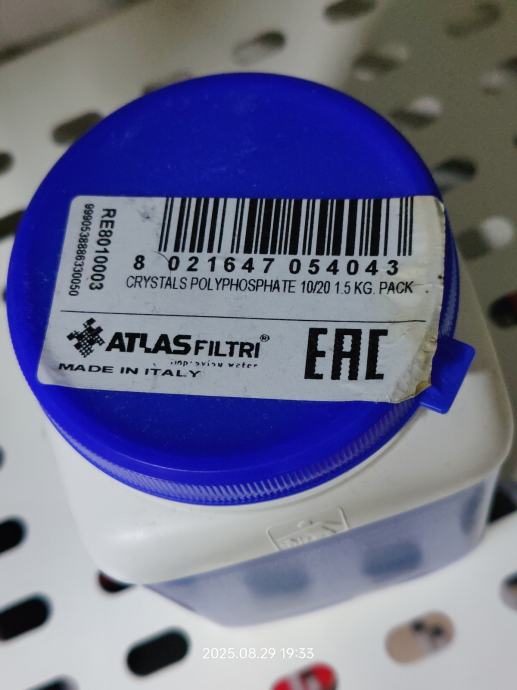 RE8010003
9990538886330050
8 021647 054043
CRYSTALS POLYPHOSPHATE 10/20 1.5 KG. PACK
ATLAS FILTRI®
MADE IN ITALY
EAC
2025.08.29 19:33